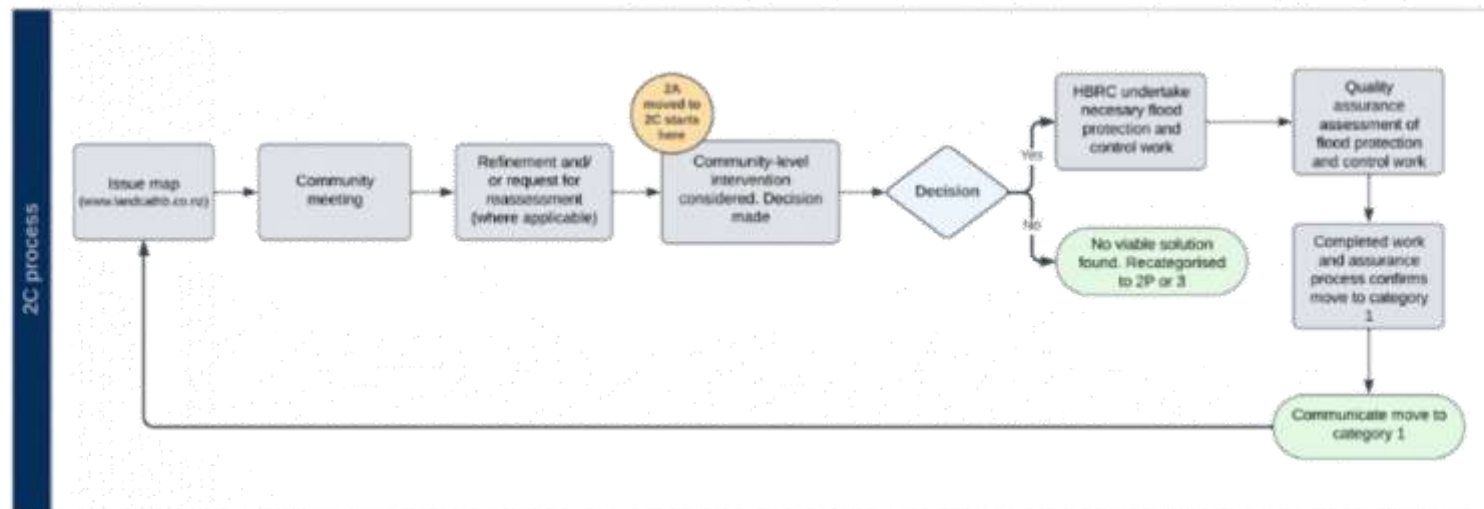 2C process
Issue map
(www.landcathb.co.nz)
Community
meeting
Refinement and/
or request for
reassessment
(where applicable)
2A
moved to
2C starts
here
Community-level
intervention
considered. Decision
made
Decision
Yes
No
HBRC undertake
necesary flood
protection and
control work
No viable solution
found. Recategorised
to 2P or 3
Quality
assurance
assessment of
flood protection
and control work
Completed work
and assurance
process confirms
move to category
1
Communicate move to
category 1